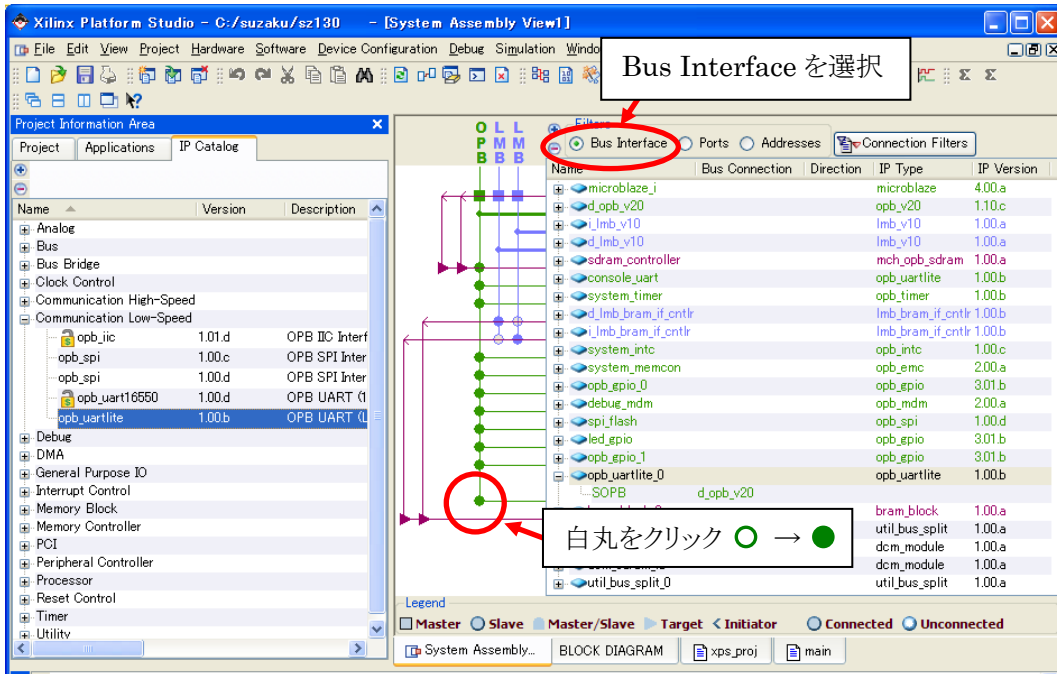 Xilinx Platform Studio - C:/suzaku/sz130 - [System Assembly View1]
File Edit View Project Hardware Software Device Configuration Debug Simulation Windo
Bus Interface を選択
Project Information Area
Project Applications IP Catalog
Name Version Description
Analog
Bus
Bus Bridge
Clock Control
Communication High-Speed
Communication Low-Speed
opb_iic 1.01.d OPB IIC Interf
opb_spi 1.00.c OPB SPI Inter
opb_spi 1.00.d OPB SPI Inter
opb_uart16550 1.00.d OPB UART (1
opb_uartlite 1.00.b OPB UART (L
Debug
DMA
General Purpose IO
Interrupt Control
Memory Block
Memory Controller
PCI
Peripheral Controller
Processor
Reset Control
Timer
Utility
OPB LMB LMB
Filters
Bus Interface Ports Addresses Connection Filters
Name Bus Connection Direction IP Type IP Version
microblaze_i microblaze 4.00.a
d_opb_v20 opb_v20 1.10.c
i_lmb_v10 lmb_v10 1.00.a
d_lmb_v10 lmb_v10 1.00.a
sdram_controller mch_opb_sdram 1.00.a
console_uart opb_uartlite 1.00.b
system_timer opb_timer 1.00.b
d_lmb_bram_if_cntlr lmb_bram_if_cntlr 1.00.b
i_lmb_bram_if_cntlr lmb_bram_if_cntlr 1.00.b
system_intc opb_intc 1.00.c
system_memcon opb_emc 2.00.a
opb_gpio_0 opb_gpio 3.01.b
debug_mdm opb_mdm 2.00.a
spi_flash opb_spi 1.00.d
led_gpio opb_gpio 3.01.b
opb_gpio_1 opb_gpio 3.01.b
opb_uartlite_0 opb_uartlite 1.00.b
SOPB d_opb_v20
bram_block 1.00.a
util_bus_split 1.00.a
dcm_module 1.00.a
dcm_module 1.00.a
util_bus_split_0 util_bus_split 1.00.a
白丸をクリック ○ → ●
Legend
Master Slave Master/Slave Target Initiator Connected Unconnected
System Assembly... BLOCK DIAGRAM xps_proj main